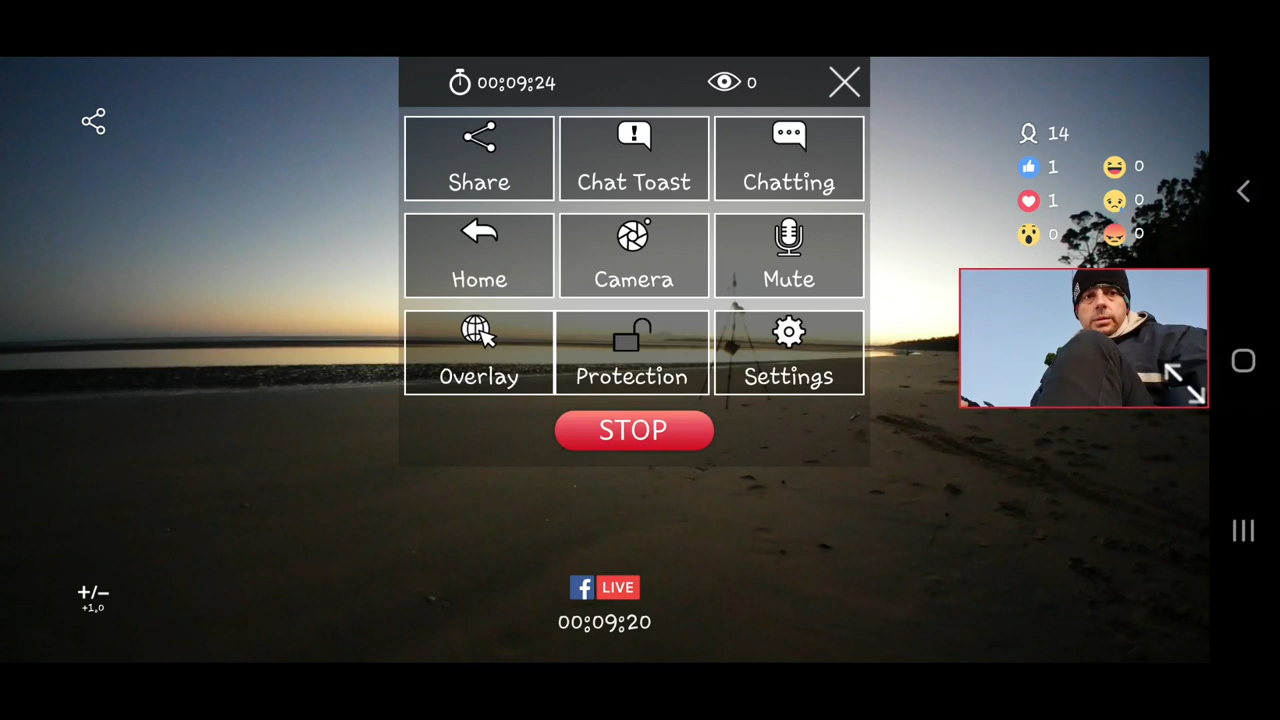 00:09:24
0
Share
Chat Toast
Chatting
Home
Camera
Mute
Overlay
Protection
Settings
STOP
14
1
0
1
0
0
0
+/-
+1,0
f LIVE
00:09:20